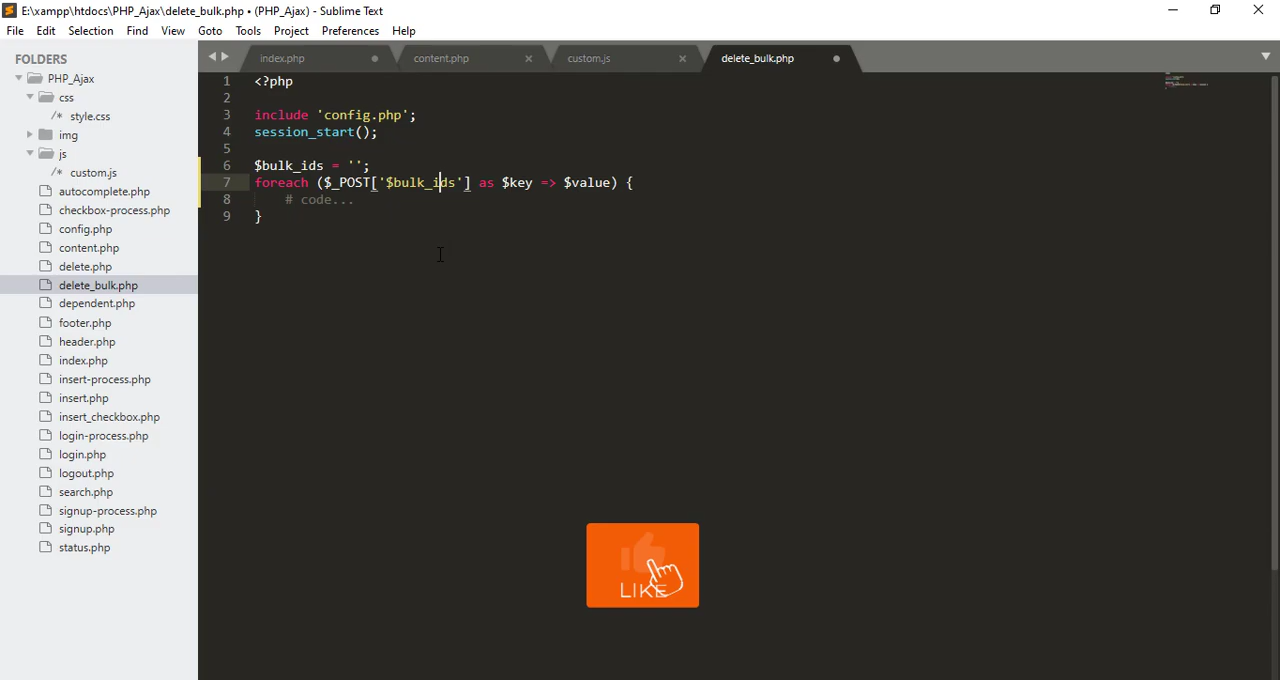 E:\xampp\htdocs\PHP_Ajax\delete_bulk.php • (PHP_Ajax) - Sublime Text
File Edit Selection Find View Goto Tools Project Preferences Help
FOLDERS
PHP_Ajax
css
/* style.css
img
js
/* custom.js
autocomplete.php
checkbox-process.php
config.php
content.php
delete.php
delete_bulk.php
dependent.php
footer.php
header.php
index.php
insert-process.php
insert.php
insert_checkbox.php
login-process.php
login.php
logout.php
search.php
signup-process.php
signup.php
status.php
index.php content.php custom.js delete_bulk.php
1 <?php
2
3 include 'config.php';
4 session_start();
5
6 $bulk_ids = '';
7 foreach ($_POST['$bulk_ids'] as $key => $value) {
8 # code...
9 }
LIKE